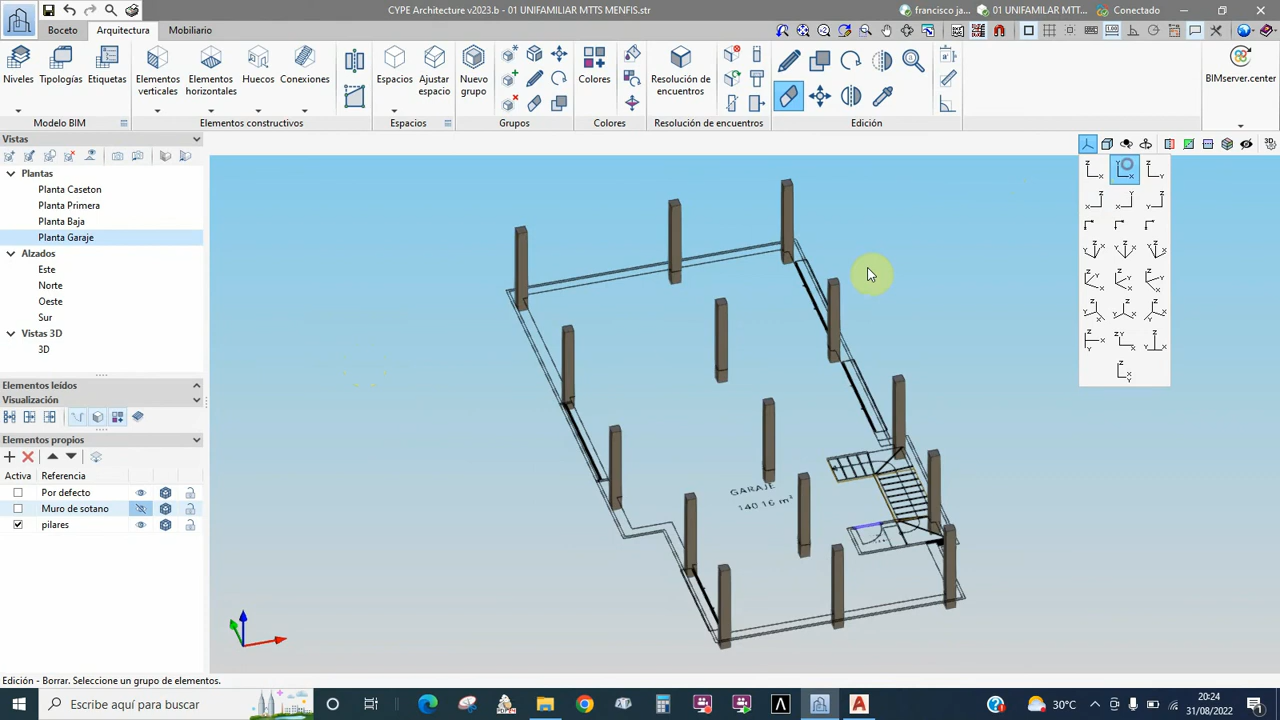 CYPE Architecture v2023.b - 01 UNIFAMILAR MTTS MENFIS.str
francisco ja...
01 UNIFAMILAR MTT...
Conectado
Boceto
Arquitectura
Mobiliario
Niveles
Tipologías
Etiquetas
Elementos verticales
Elementos horizontales
Huecos
Conexiones
Espacios
Ajustar espacio
Nuevo grupo
Colores
Resolución de encuentros
BIMserver.center
Modelo BIM
Elementos constructivos
Espacios
Grupos
Colores
Resolución de encuentros
Edición
Vistas
Plantas
Planta Caseton
Planta Primera
Planta Baja
Planta Garaje
Alzados
Este
Norte
Oeste
Sur
Vistas 3D
3D
Elementos leídos
Visualización
Elementos propios
Activa
Referencia
Por defecto
Muro de sotano
pilares
GARAJE
140.16 m²
Edición - Borrar. Seleccione un grupo de elementos.
Escribe aquí para buscar
30°C
20:24
31/08/2022